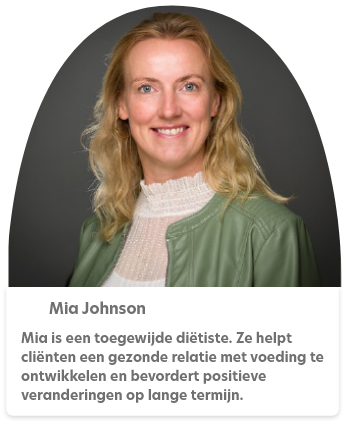 Mia Johnson
Mia is een toegewijde diëtiste. Ze helpt
cliënten een gezonde relatie met voeding te
ontwikkelen en bevordert positieve
veranderingen op lange termijn.